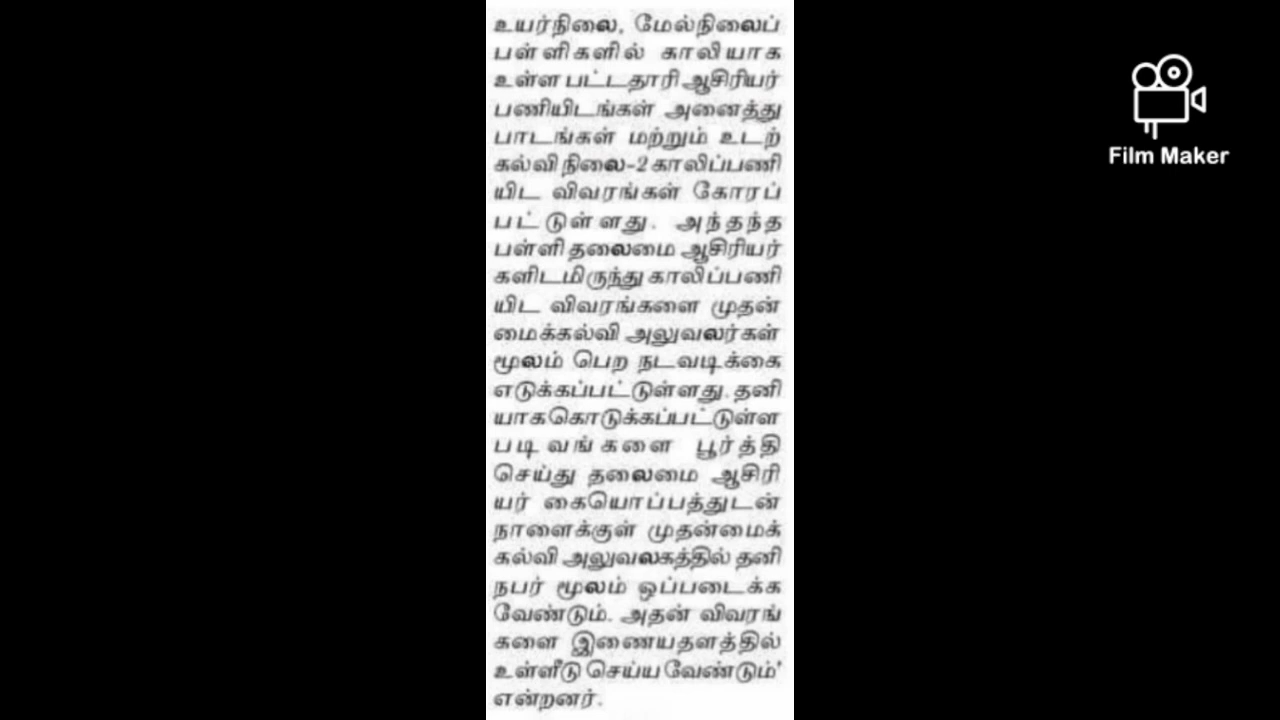 உயர்நிலை, மேல்நிலைப்
பள்ளிகளில் காலியாக
உள்ள பட்டதாரி ஆசிரியர்
பணியிடங்கள் அனைத்து
பாடங்கள் மற்றும் உடற்
கல்வி நிலை-2 காலிப்பணி
யிட விவரங்கள் கோரப்
பட்டுள்ளது. அந்தந்த
பள்ளி தலைமை ஆசிரியர்
களிடமிருந்து காலிப்பணி
யிட விவரங்களை முதன்
மைக்கல்வி அலுவலர்கள்
மூலம் பெற நடவடிக்கை
எடுக்கப்பட்டுள்ளது. தனி
யாக கொடுக்கப்பட்டுள்ள
படிவங்களை பூர்த்தி
செய்து தலைமை ஆசிரி
யர் கையொப்பத்துடன்
நாளைக்குள் முதன்மைக்
கல்வி அலுவலகத்தில் தனி
நபர் மூலம் ஒப்படைக்க
வேண்டும். அதன் விவரங்
களை இணையதளத்தில்
உள்ளீடு செய்ய வேண்டும்'
என்றனர்.
Film Maker